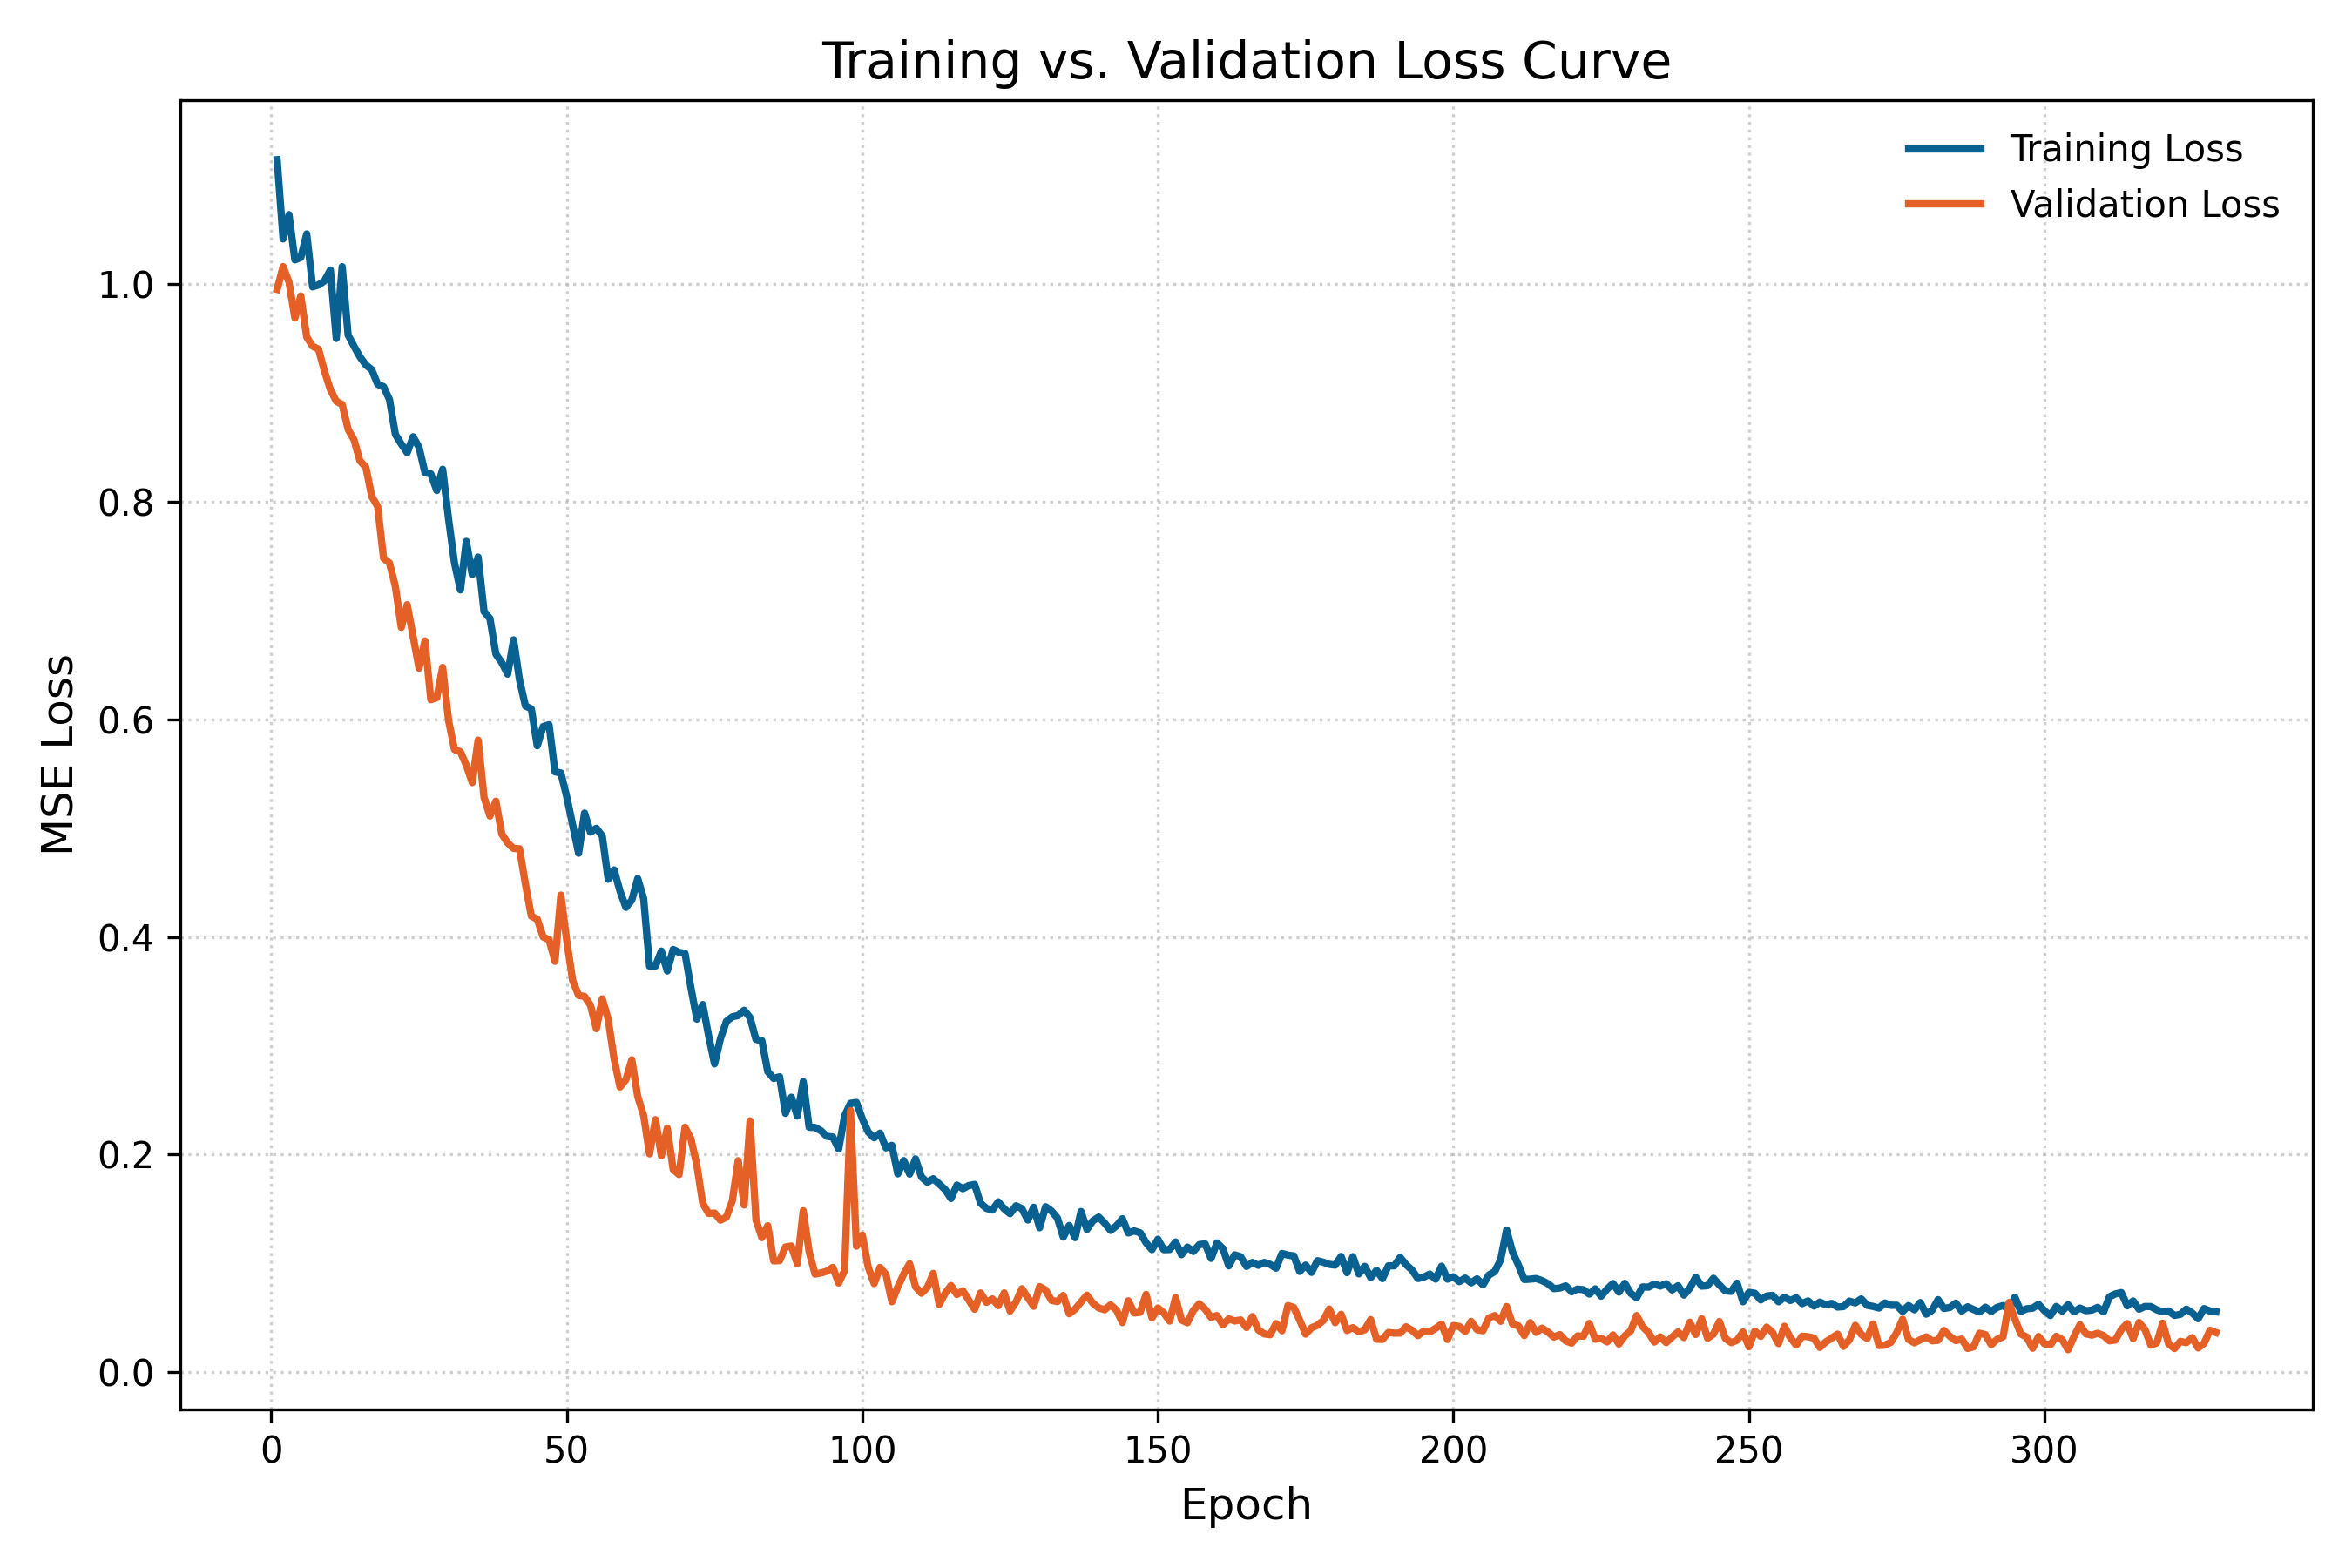 Training vs. Validation Loss Curve
Training Loss
Validation Loss
MSE Loss
1.0
0.8
0.6
0.4
0.2
0.0
0 50 100 150 200 250 300
Epoch